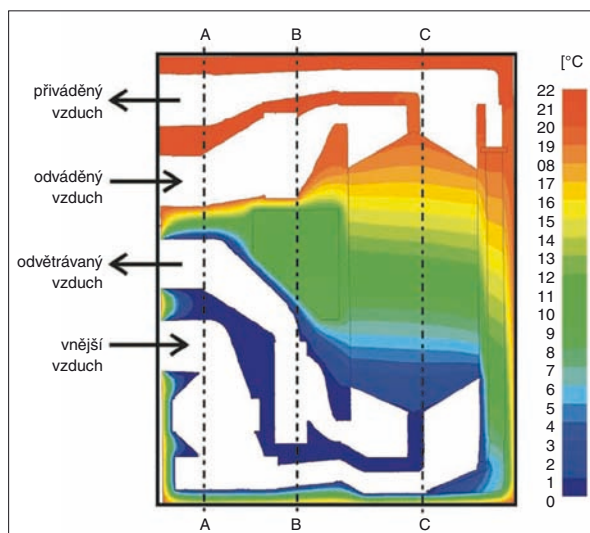 A B C
[°C
přiváděný
vzduch
odváděný
vzduch
odvětrávaný
vzduch
vnější
vzduch
22
21
20
19
08
17
16
15
14
13
12
11
10
9
8
7
6
5
4
3
2
1
0
A B C